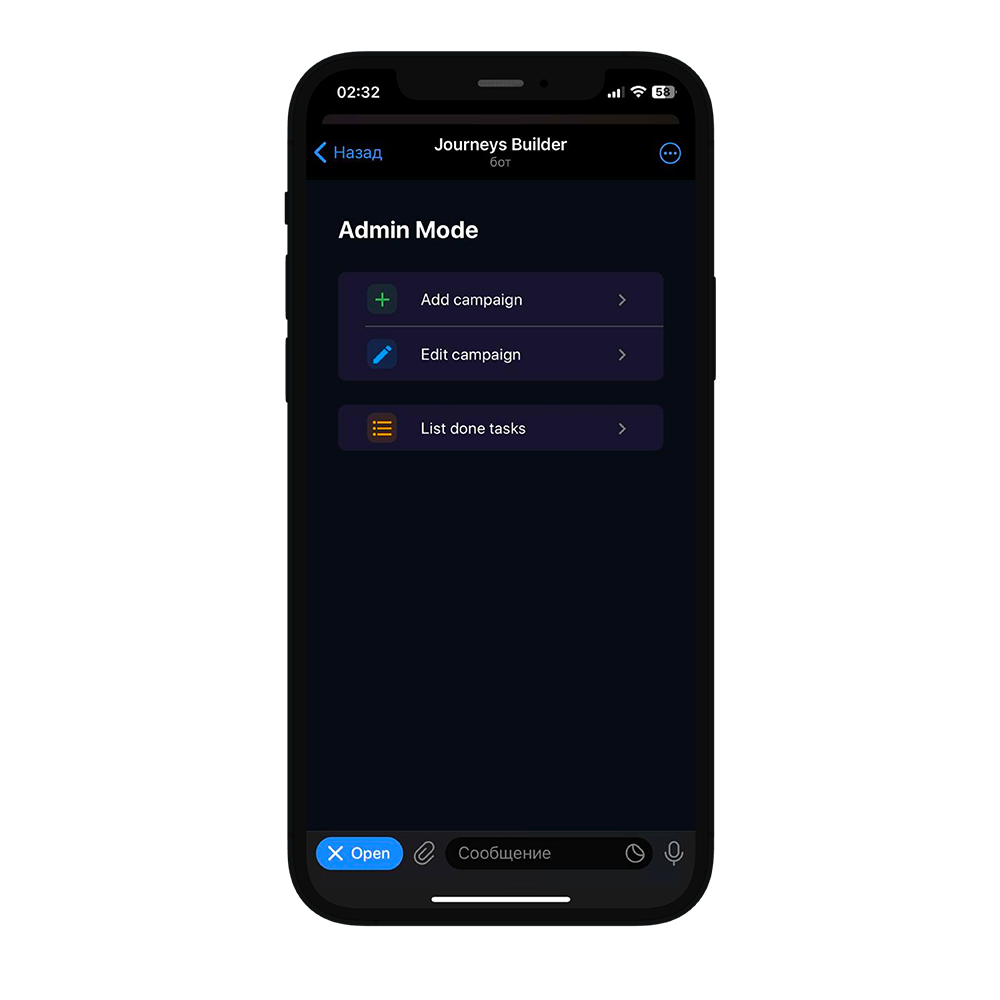 02:32
58
Назад
Journeys Builder
бот
Admin Mode
Add campaign
Edit campaign
List done tasks
Open
Сообщение